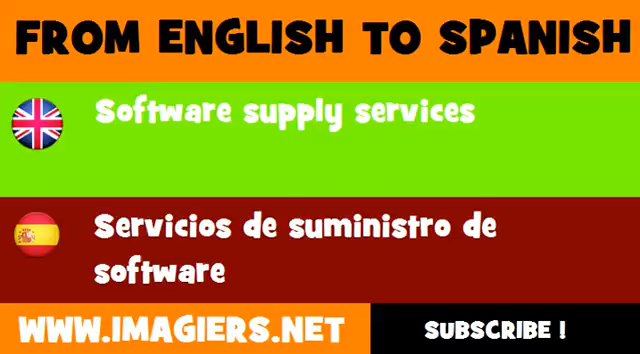 FROM ENGLISH TO SPANISH
Software supply services
Servicios de suministro de
software
WWW.IMAGIERS.NET
SUBSCRIBE !